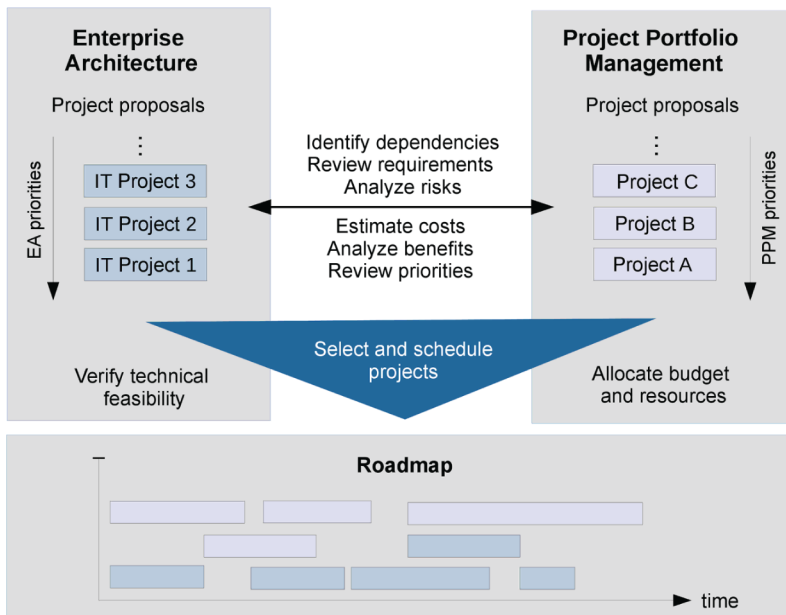 Enterprise
Architecture
Project proposals
⋮
EA priorities
IT Project 3
IT Project 2
IT Project 1
Verify technical
feasibility
Identify dependencies
Review requirements
Analyze risks
Estimate costs
Analyze benefits
Review priorities
Project Portfolio
Management
Project proposals
⋮
Project C
Project B
Project A
PPM priorities
Allocate budget
and resources
Select and schedule
projects
Roadmap
time